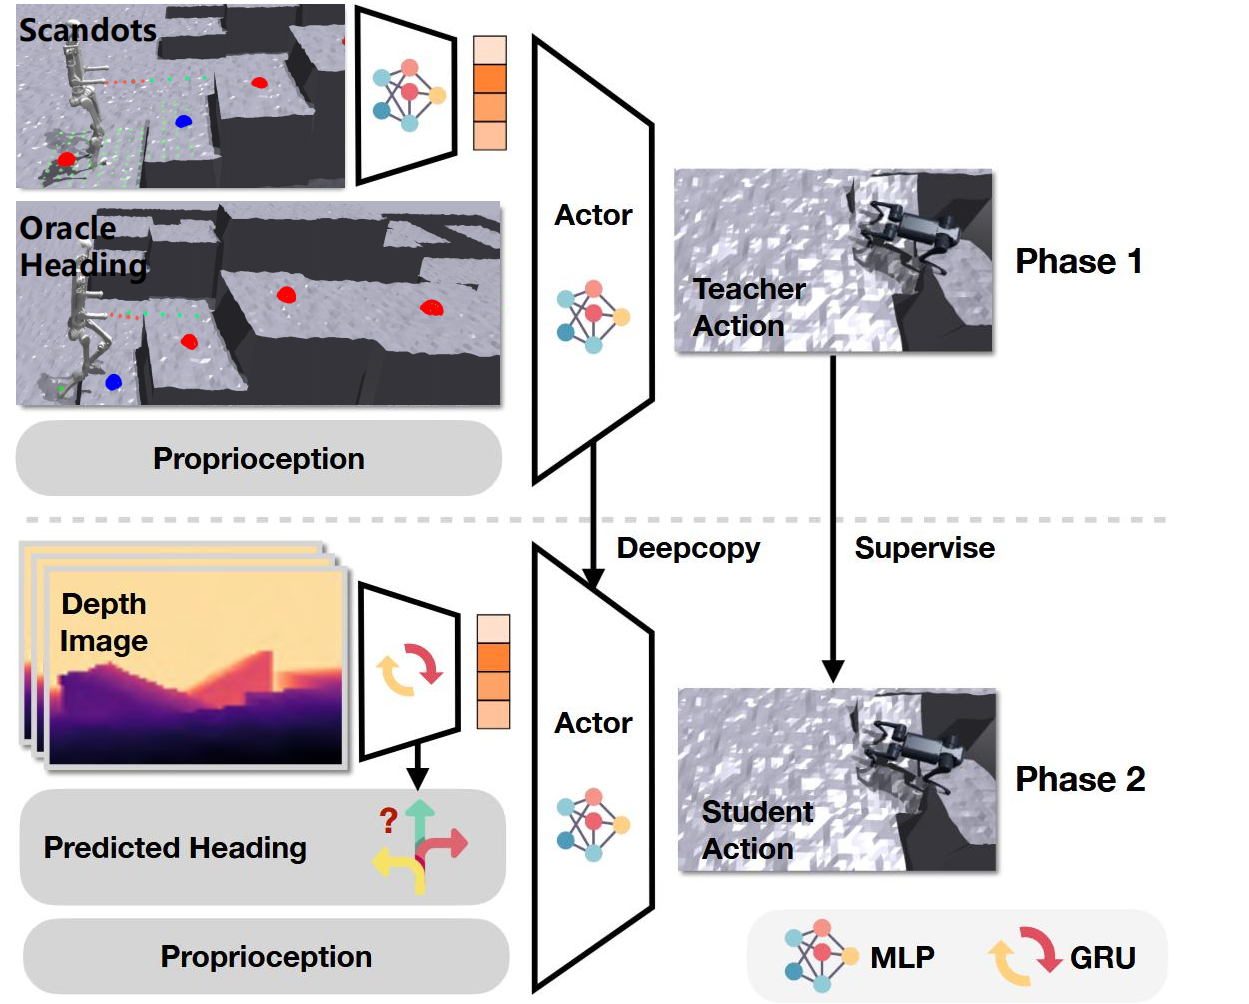 Scandots
Oracle
Heading
Proprioception
Actor
Teacher
Action
Phase 1
Deepcopy
Supervise
Depth
Image
Predicted Heading
?
Proprioception
Actor
Student
Action
Phase 2
MLP
GRU